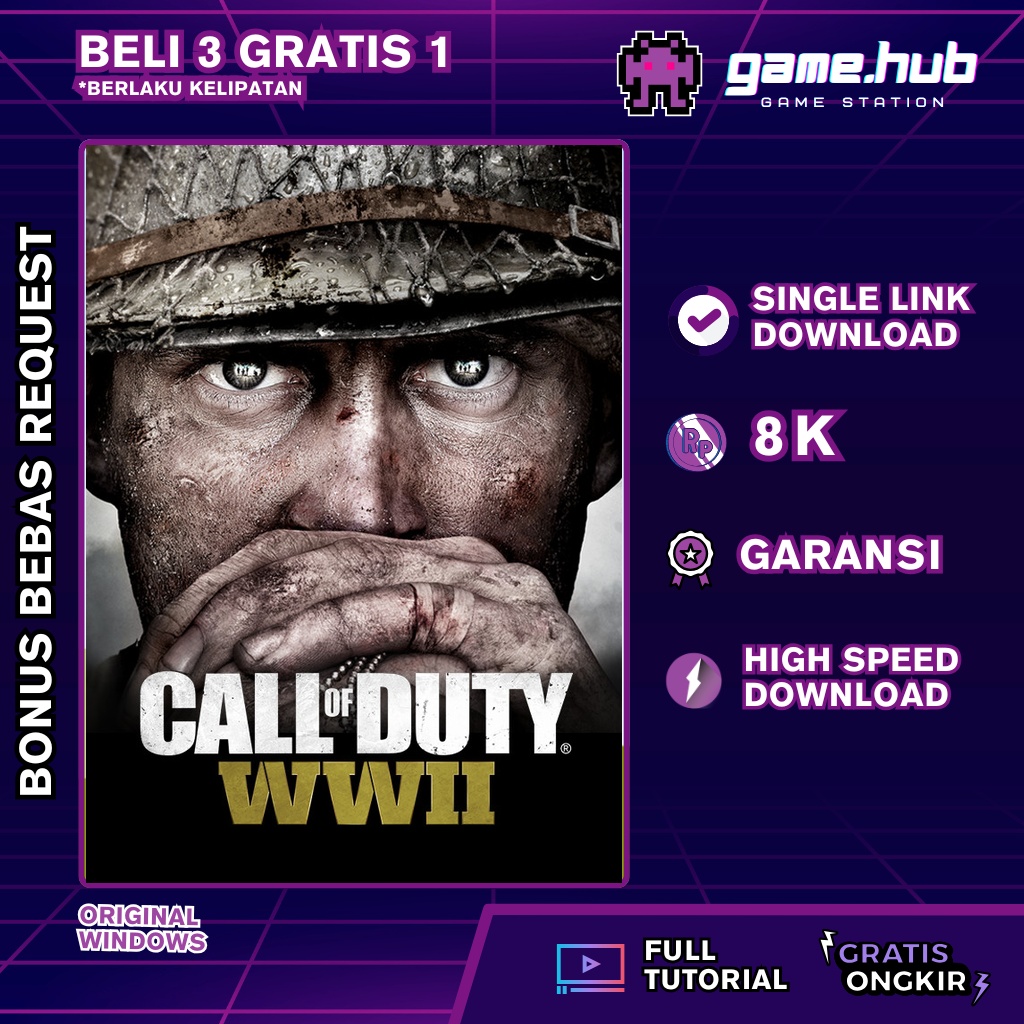 BELI 3 GRATIS 1
*BERLAKU KELIPATAN
game.hub
GAME STATION
BONUS BEBAS REQUEST
SINGLE LINK
DOWNLOAD
Rp
8K
GARANSI
HIGH SPEED
DOWNLOAD
CALL OF DUTY®
WWII
ORIGINAL
WINDOWS
FULL
TUTORIAL
GRATIS
ONGKIR